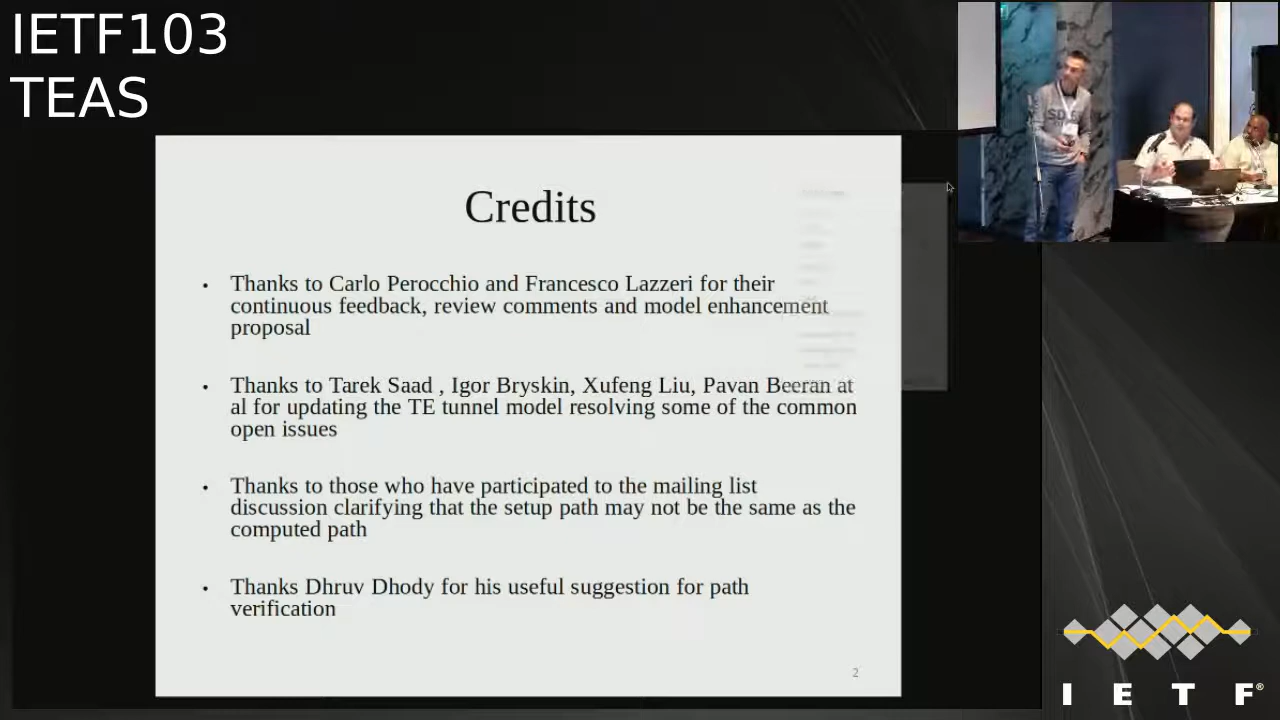 IETF103
TEAS
Credits
• Thanks to Carlo Perocchio and Francesco Lazzeri for their
continuous feedback, review comments and model enhancement
proposal
• Thanks to Tarek Saad , Igor Bryskin, Xufeng Liu, Pavan Beeran at
al for updating the TE tunnel model resolving some of the common
open issues
• Thanks to those who have participated to the mailing list
discussion clarifying that the setup path may not be the same as the
computed path
• Thanks Dhruv Dhody for his useful suggestion for path
verification
2
I E T F®